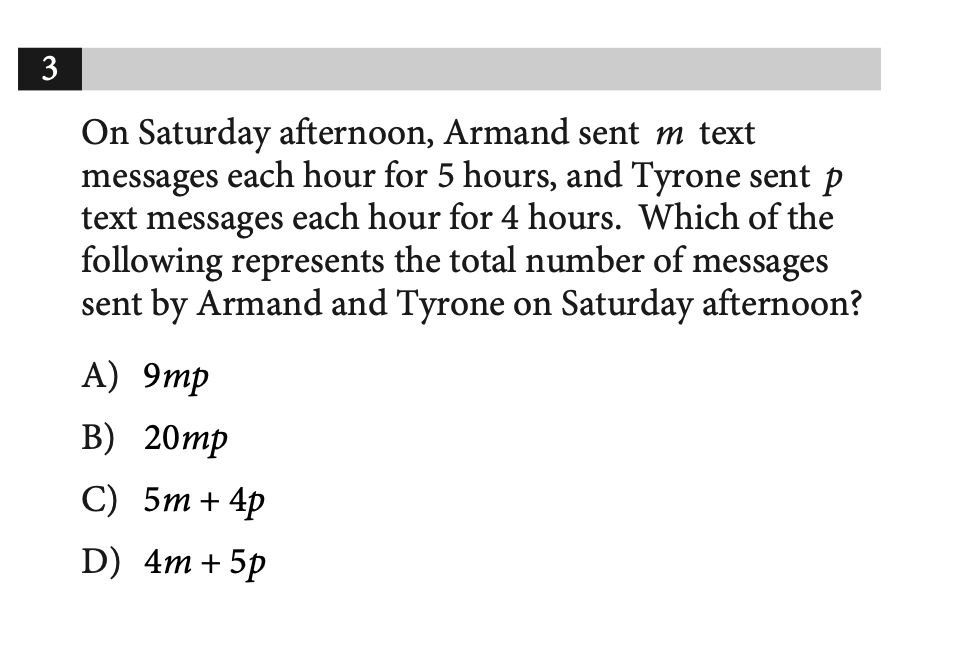 3
On Saturday afternoon, Armand sent m text
messages each hour for 5 hours, and Tyrone sent p
text messages each hour for 4 hours. Which of the
following represents the total number of messages
sent by Armand and Tyrone on Saturday afternoon?
A) 9mp
B) 20mp
C) 5m + 4p
D) 4m + 5p